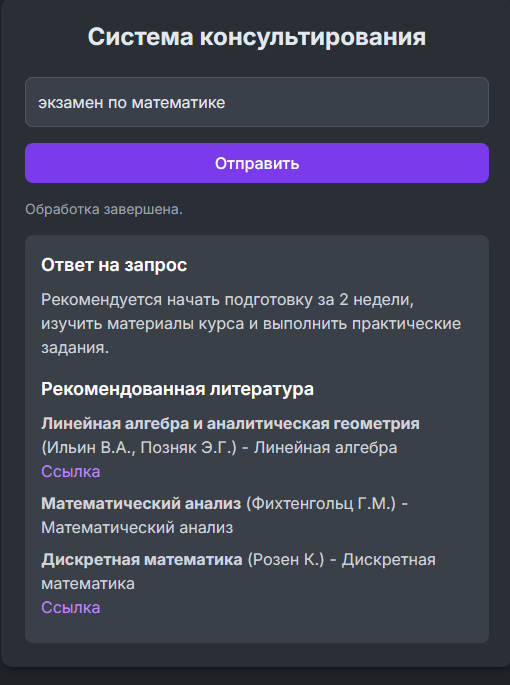 Система консультирования
экзамен по математике
Отправить
Обработка завершена.
Ответ на запрос
Рекомендуется начать подготовку за 2 недели,
изучить материалы курса и выполнить практические
задания.
Рекомендованная литература
Линейная алгебра и аналитическая геометрия
(Ильин В.А., Позняк Э.Г.) - Линейная алгебра
Ссылка
Математический анализ (Фихтенгольц Г.М.) -
Математический анализ
Дискретная математика (Розен К.) - Дискретная
математика
Ссылка